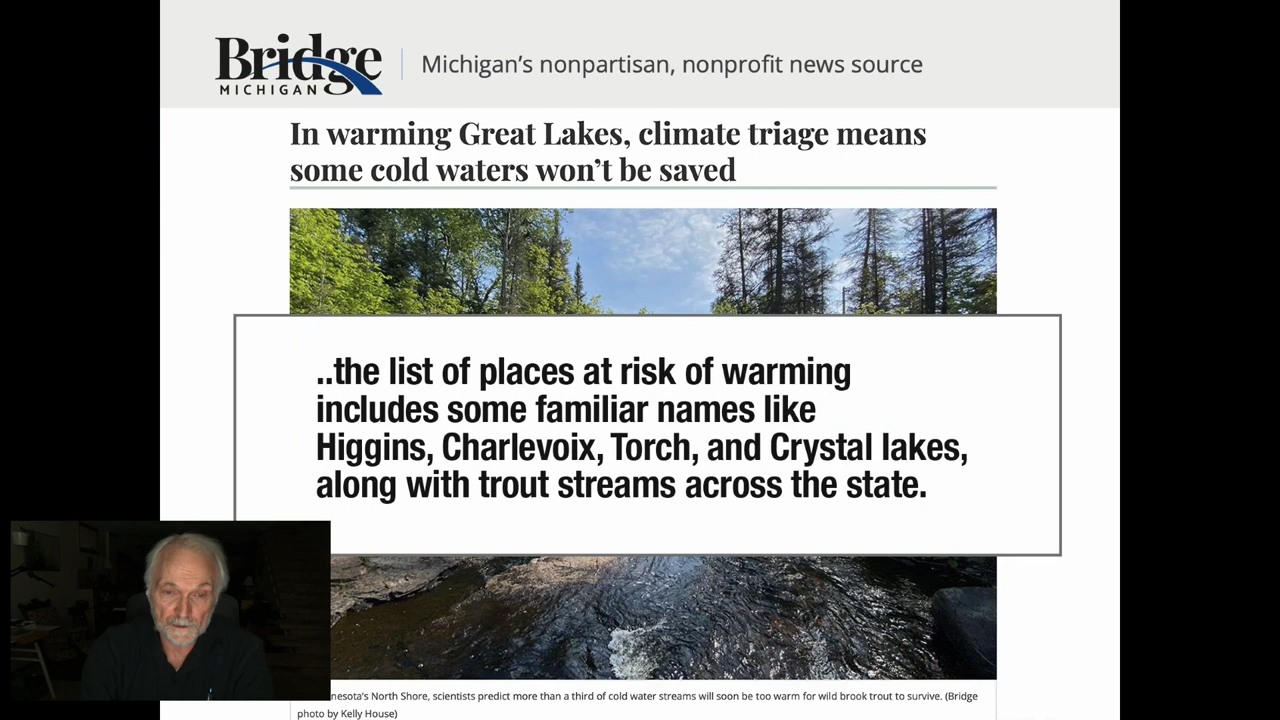 Bridge
MICHIGAN
Michigan’s nonpartisan, nonprofit news source
In warming Great Lakes, climate triage means
some cold waters won’t be saved
..the list of places at risk of warming
includes some familiar names like
Higgins, Charlevoix, Torch, and Crystal lakes,
along with trout streams across the state.
North Shore, scientists predict more than a third of cold water streams will soon be too warm for wild brook trout to survive. (Bridge
photo by Kelly House)